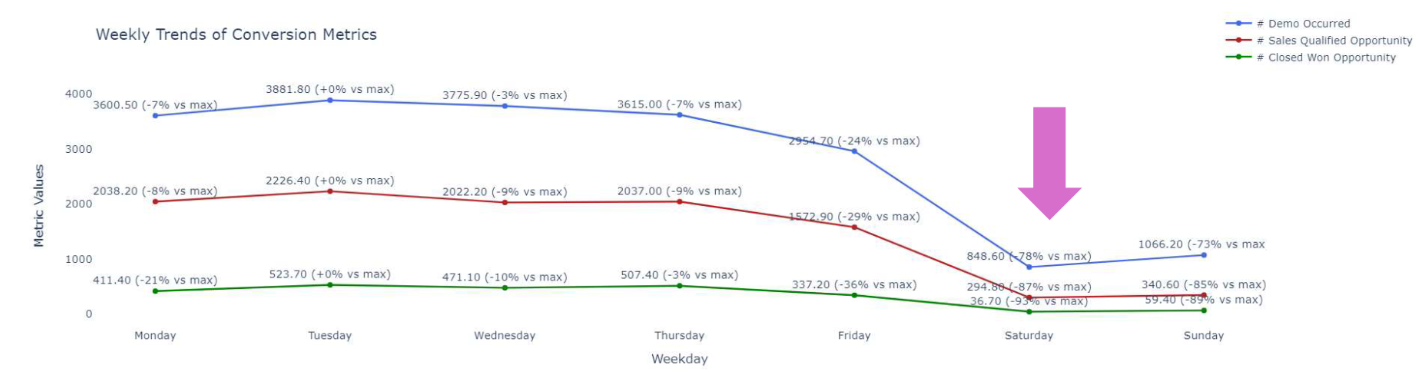 Weekly Trends of Conversion Metrics
# Demo Occurred
# Sales Qualified Opportunity
# Closed Won Opportunity
Metric Values
4000
3000
2000
1000
0
3600.50 (-7% vs max)
3881.80 (+0% vs max)
3775.90 (-3% vs max)
3615.00 (-7% vs max)
2954.70 (-24% vs max)
848.60 (-78% vs max)
1066.20 (-73% vs max
2038.20 (-8% vs max)
2226.40 (+0% vs max)
2022.20 (-9% vs max)
2037.00 (-9% vs max)
1572.90 (-29% vs max)
294.80 (-87% vs max)
340.60 (-85% vs max)
411.40 (-21% vs max)
523.70 (+0% vs max)
471.10 (-10% vs max)
507.40 (-3% vs max)
337.20 (-36% vs max)
36.70 (-93% vs max)
59.40 (-89% vs max)
Monday
Tuesday
Wednesday
Thursday
Friday
Saturday
Sunday
Weekday